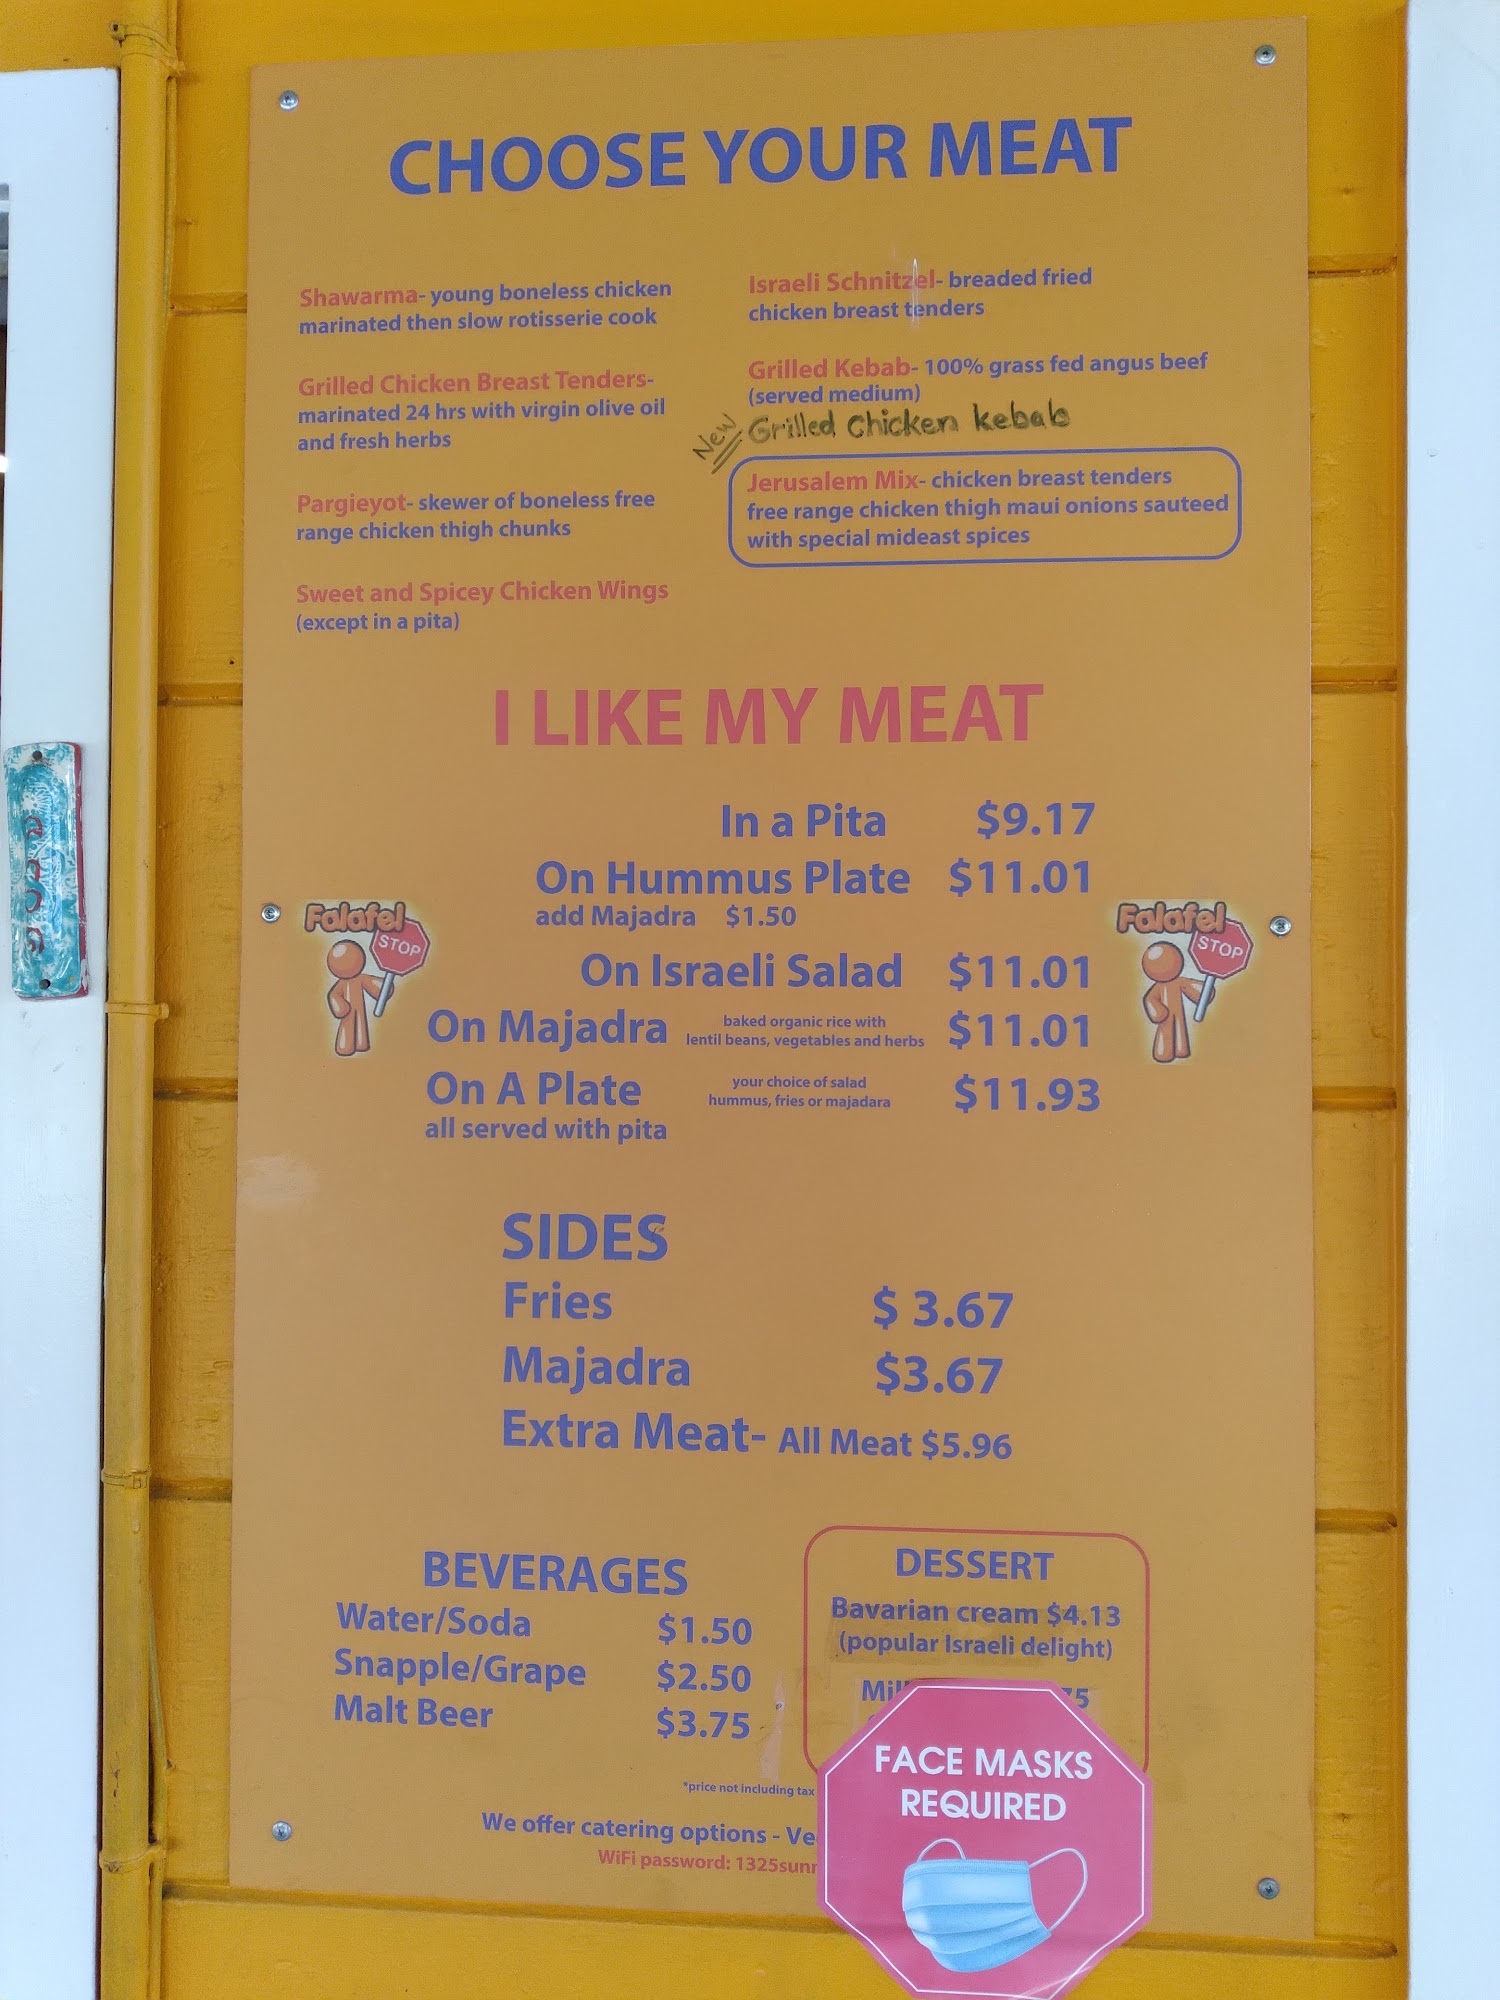 CHOOSE YOUR MEAT
Shawarma- young boneless chicken
marinated then slow rotisserie cook
Grilled Chicken Breast Tenders-
marinated 24 hrs with virgin olive oil
and fresh herbs
Pargieyot- skewer of boneless free
range chicken thigh chunks
Sweet and Spicey Chicken Wings
(except in a pita)
Israeli Schnitzel- breaded fried
chicken breast tenders
Grilled Kebab- 100% grass fed angus beef
(served medium)
New Grilled Chicken Kebab
Jerusalem Mix- chicken breast tenders
free range chicken thigh maui onions sauteed
with special mideast spices
I LIKE MY MEAT
In a Pita $9.17
On Hummus Plate $11.01
add Majadra $1.50
On Israeli Salad $11.01
On Majadra baked organic rice with lentil beans, vegetables and herbs $11.01
On A Plate your choice of salad hummus, fries or majadara $11.93
all served with pita
Falafel
STOP
Falafel
STOP
SIDES
Fries $ 3.67
Majadra $3.67
Extra Meat- All Meat $5.96
BEVERAGES
Water/Soda $1.50
Snapple/Grape $2.50
Malt Beer $3.75
DESSERT
Bavarian cream $4.13
(popular Israeli delight)
*price not including tax
We offer catering options -
WiFi password:
FACE MASKS
REQUIRED